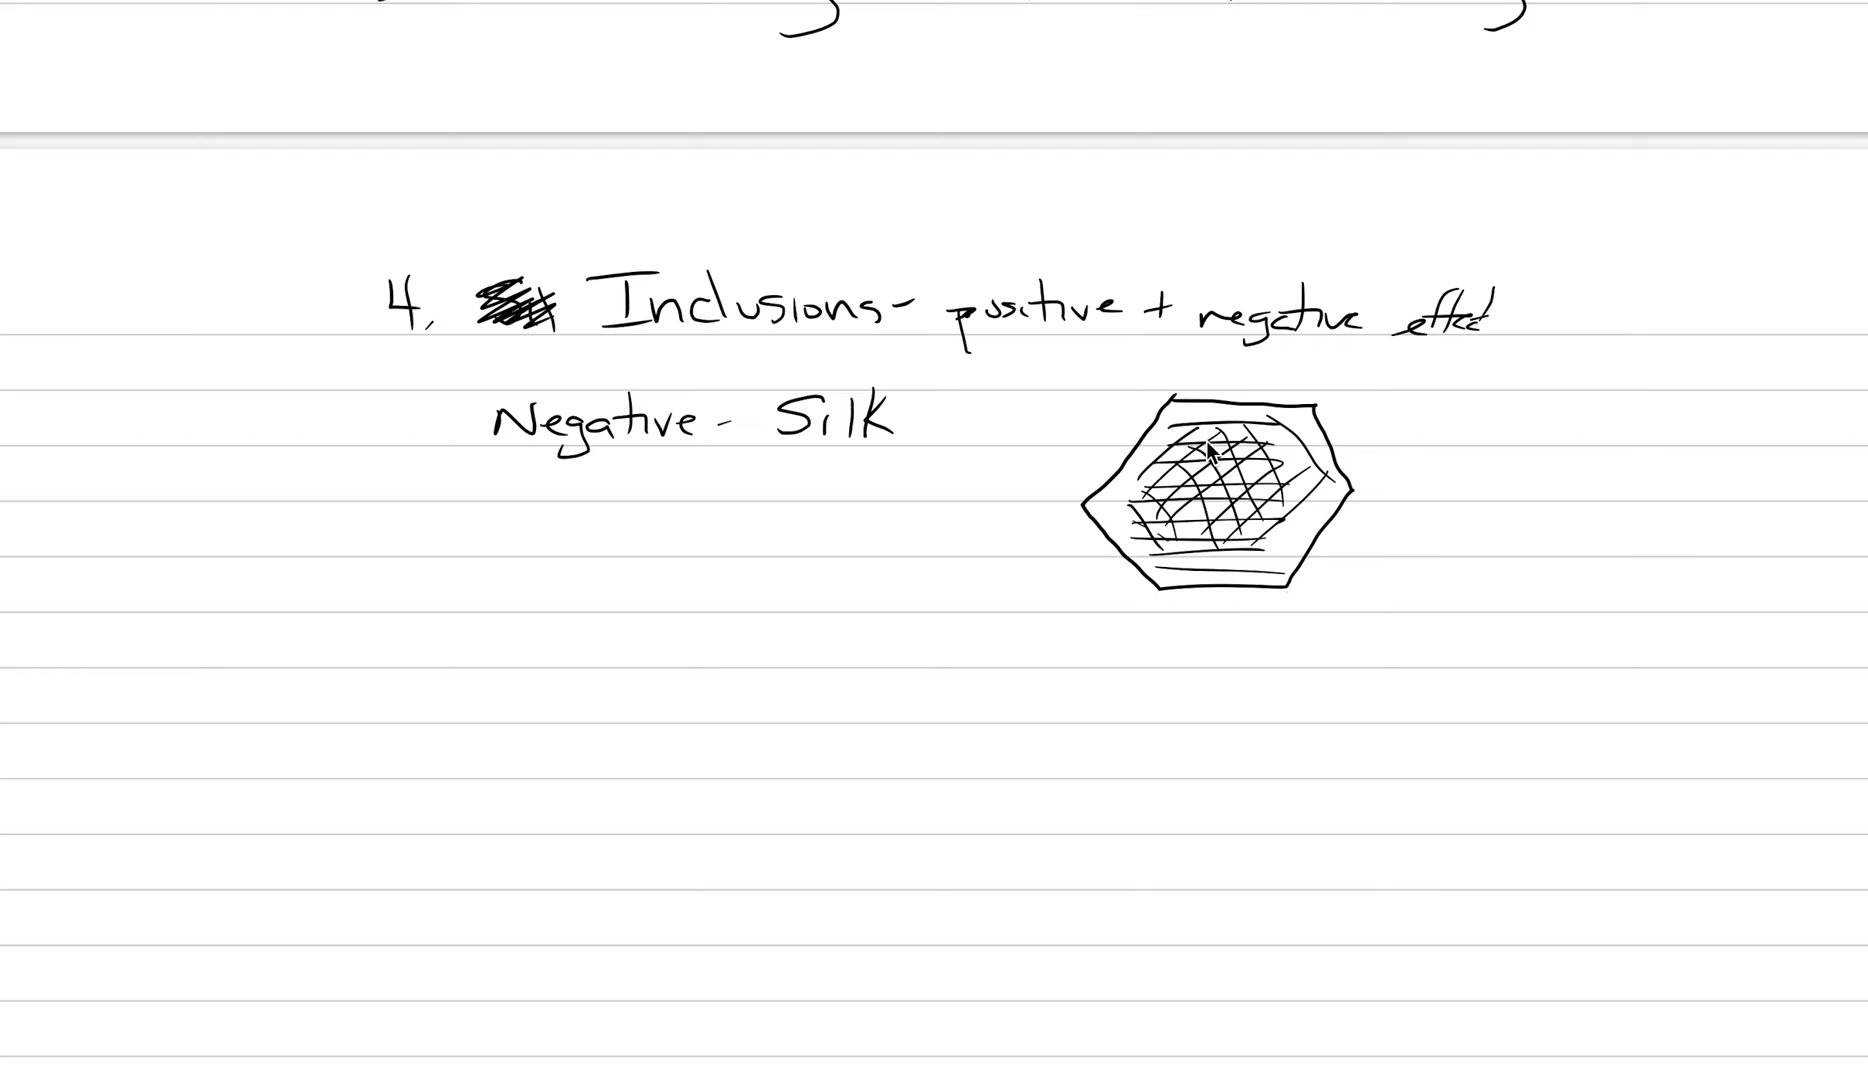 4. Inclusions - positive + negative effect
Negative - Silk